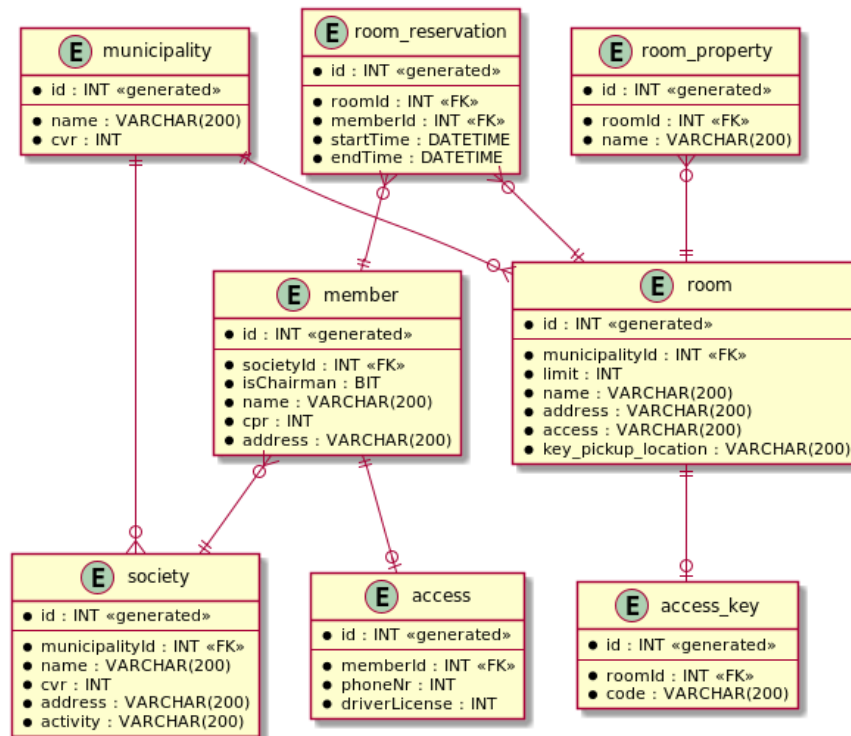 E municipality
id : INT «generated»
name : VARCHAR(200)
cvr : INT
E room_reservation
id : INT «generated»
roomId : INT «FK»
memberId : INT «FK»
startTime : DATETIME
endTime : DATETIME
E room_property
id : INT «generated»
roomId : INT «FK»
name : VARCHAR(200)
E member
id : INT «generated»
societyId : INT «FK»
isChairman : BIT
name : VARCHAR(200)
cpr : INT
address : VARCHAR(200)
E room
id : INT «generated»
municipalityId : INT «FK»
limit : INT
name : VARCHAR(200)
address : VARCHAR(200)
access : VARCHAR(200)
key_pickup_location : VARCHAR(200)
E society
id : INT «generated»
municipalityId : INT «FK»
name : VARCHAR(200)
cvr : INT
address : VARCHAR(200)
activity : VARCHAR(200)
E access
id : INT «generated»
memberId : INT «FK»
phoneNr : INT
driverLicense : INT
E access_key
id : INT «generated»
roomId : INT «FK»
code : VARCHAR(200)